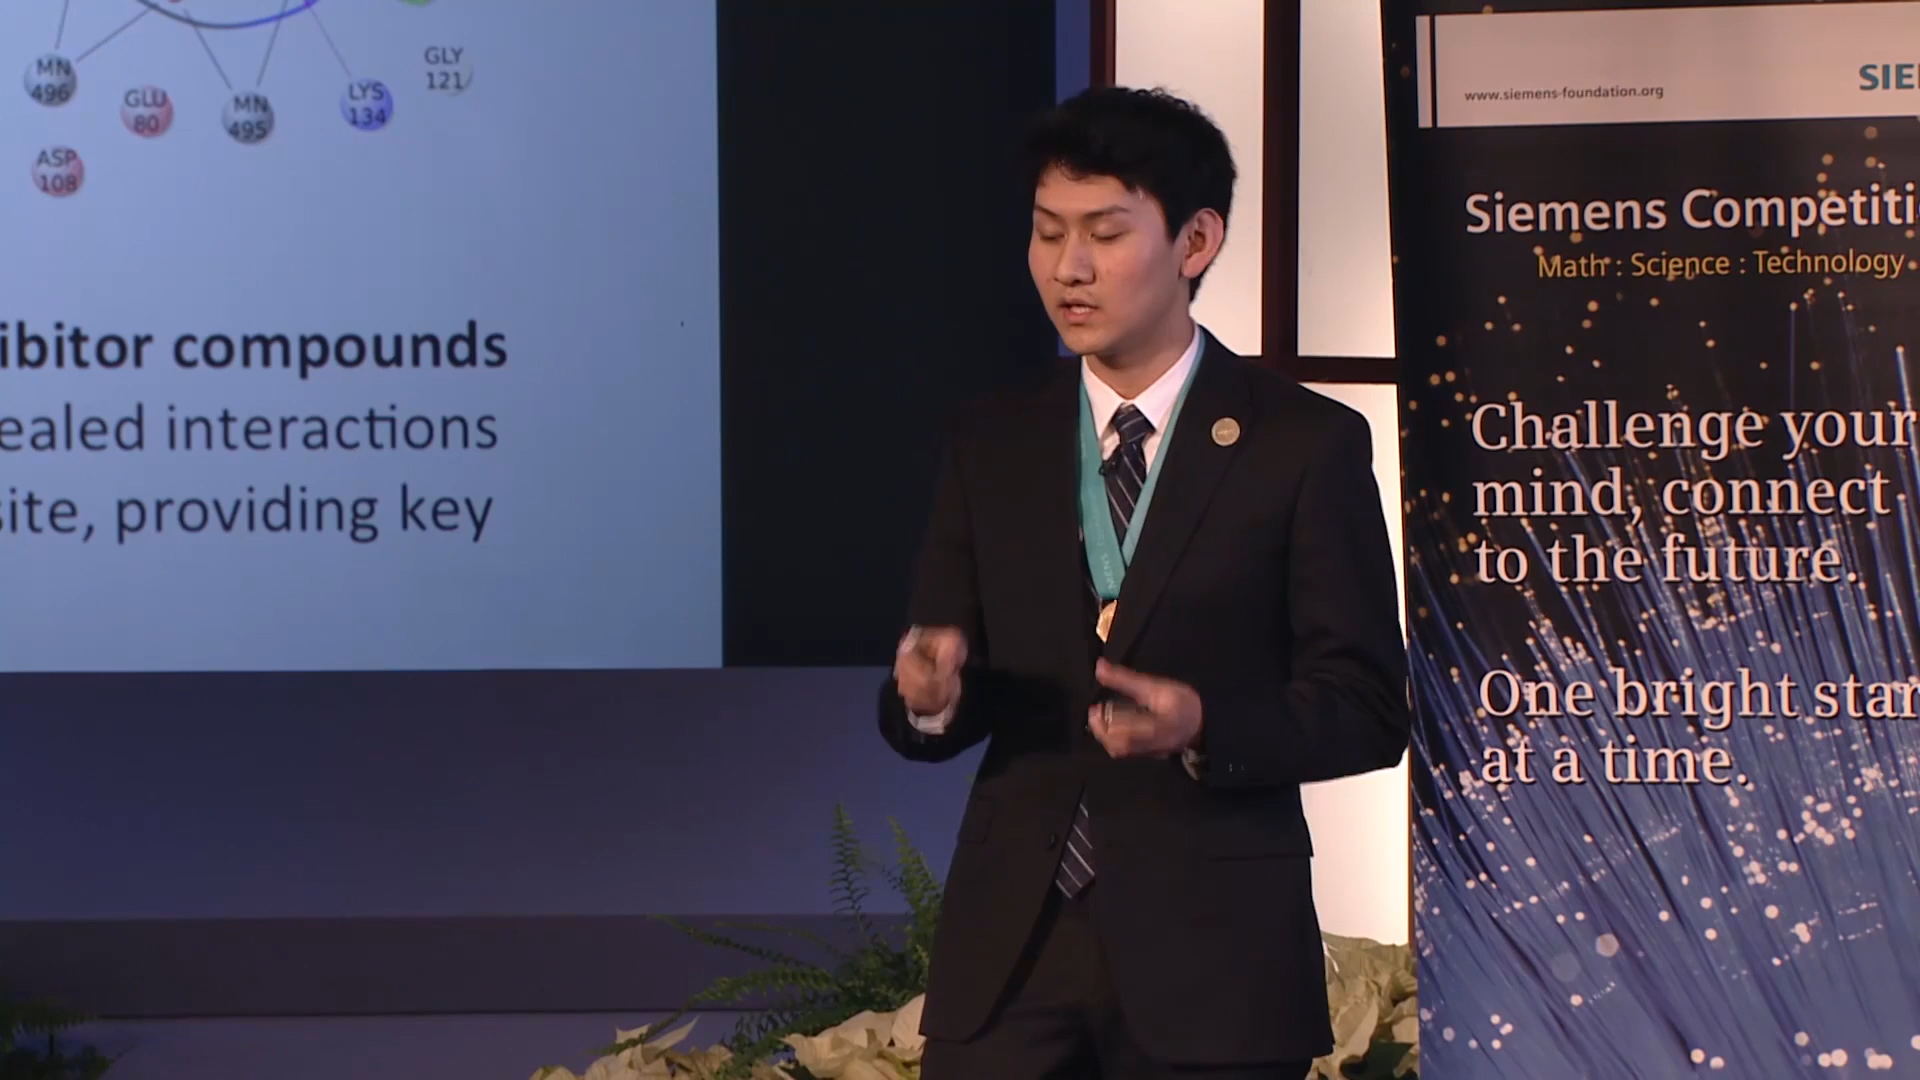 MN
496
GLU
80
MN
495
LYS
134
GLY
121
ASP
108
ibitor compounds
ealed interactions
site, providing key
www.siemens-foundation.org
SIE
Siemens Competiti
Math : Science : Technology
Challenge your
mind, connect
to the future.
One bright star
at a time.